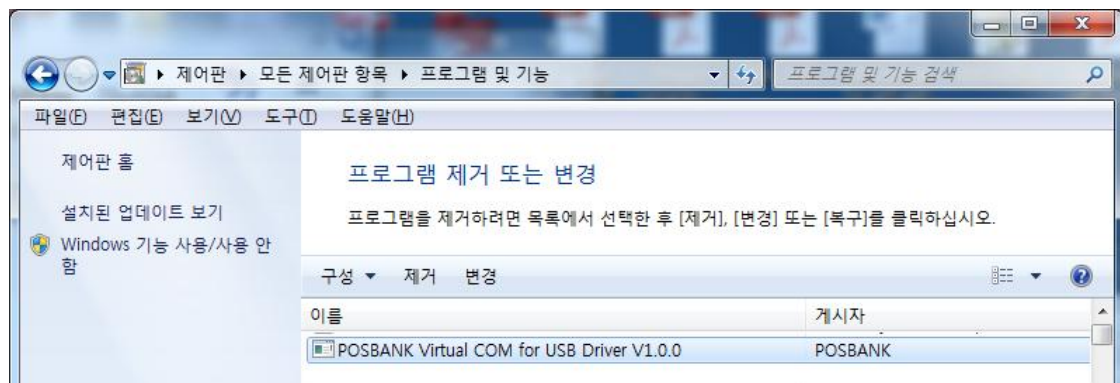 제어판 ▸ 모든 제어판 항목 ▸ 프로그램 및 기능
프로그램 및 기능 검색
파일(F) 편집(E) 보기(V) 도구(T) 도움말(H)
제어판 홈
설치된 업데이트 보기
Windows 기능 사용/사용 안
함
프로그램 제거 또는 변경
프로그램을 제거하려면 목록에서 선택한 후 [제거], [변경] 또는 [복구]를 클릭하십시오.
구성 제거 변경
이름 게시자
POSBANK Virtual COM for USB Driver V1.0.0 POSBANK